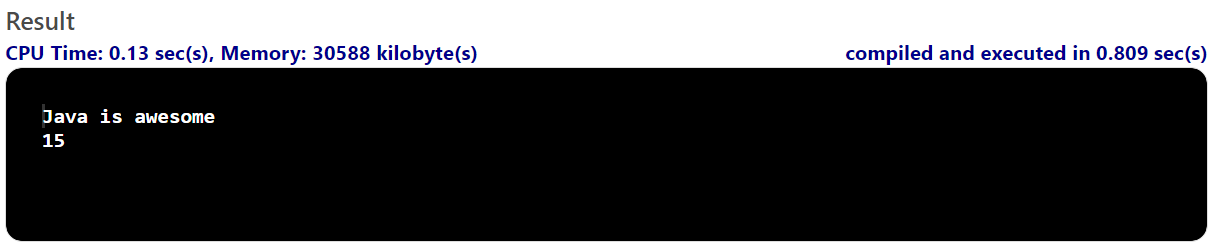 Result
CPU Time: 0.13 sec(s), Memory: 30588 kilobyte(s) compiled and executed in 0.809 sec(s)
Java is awesome
15